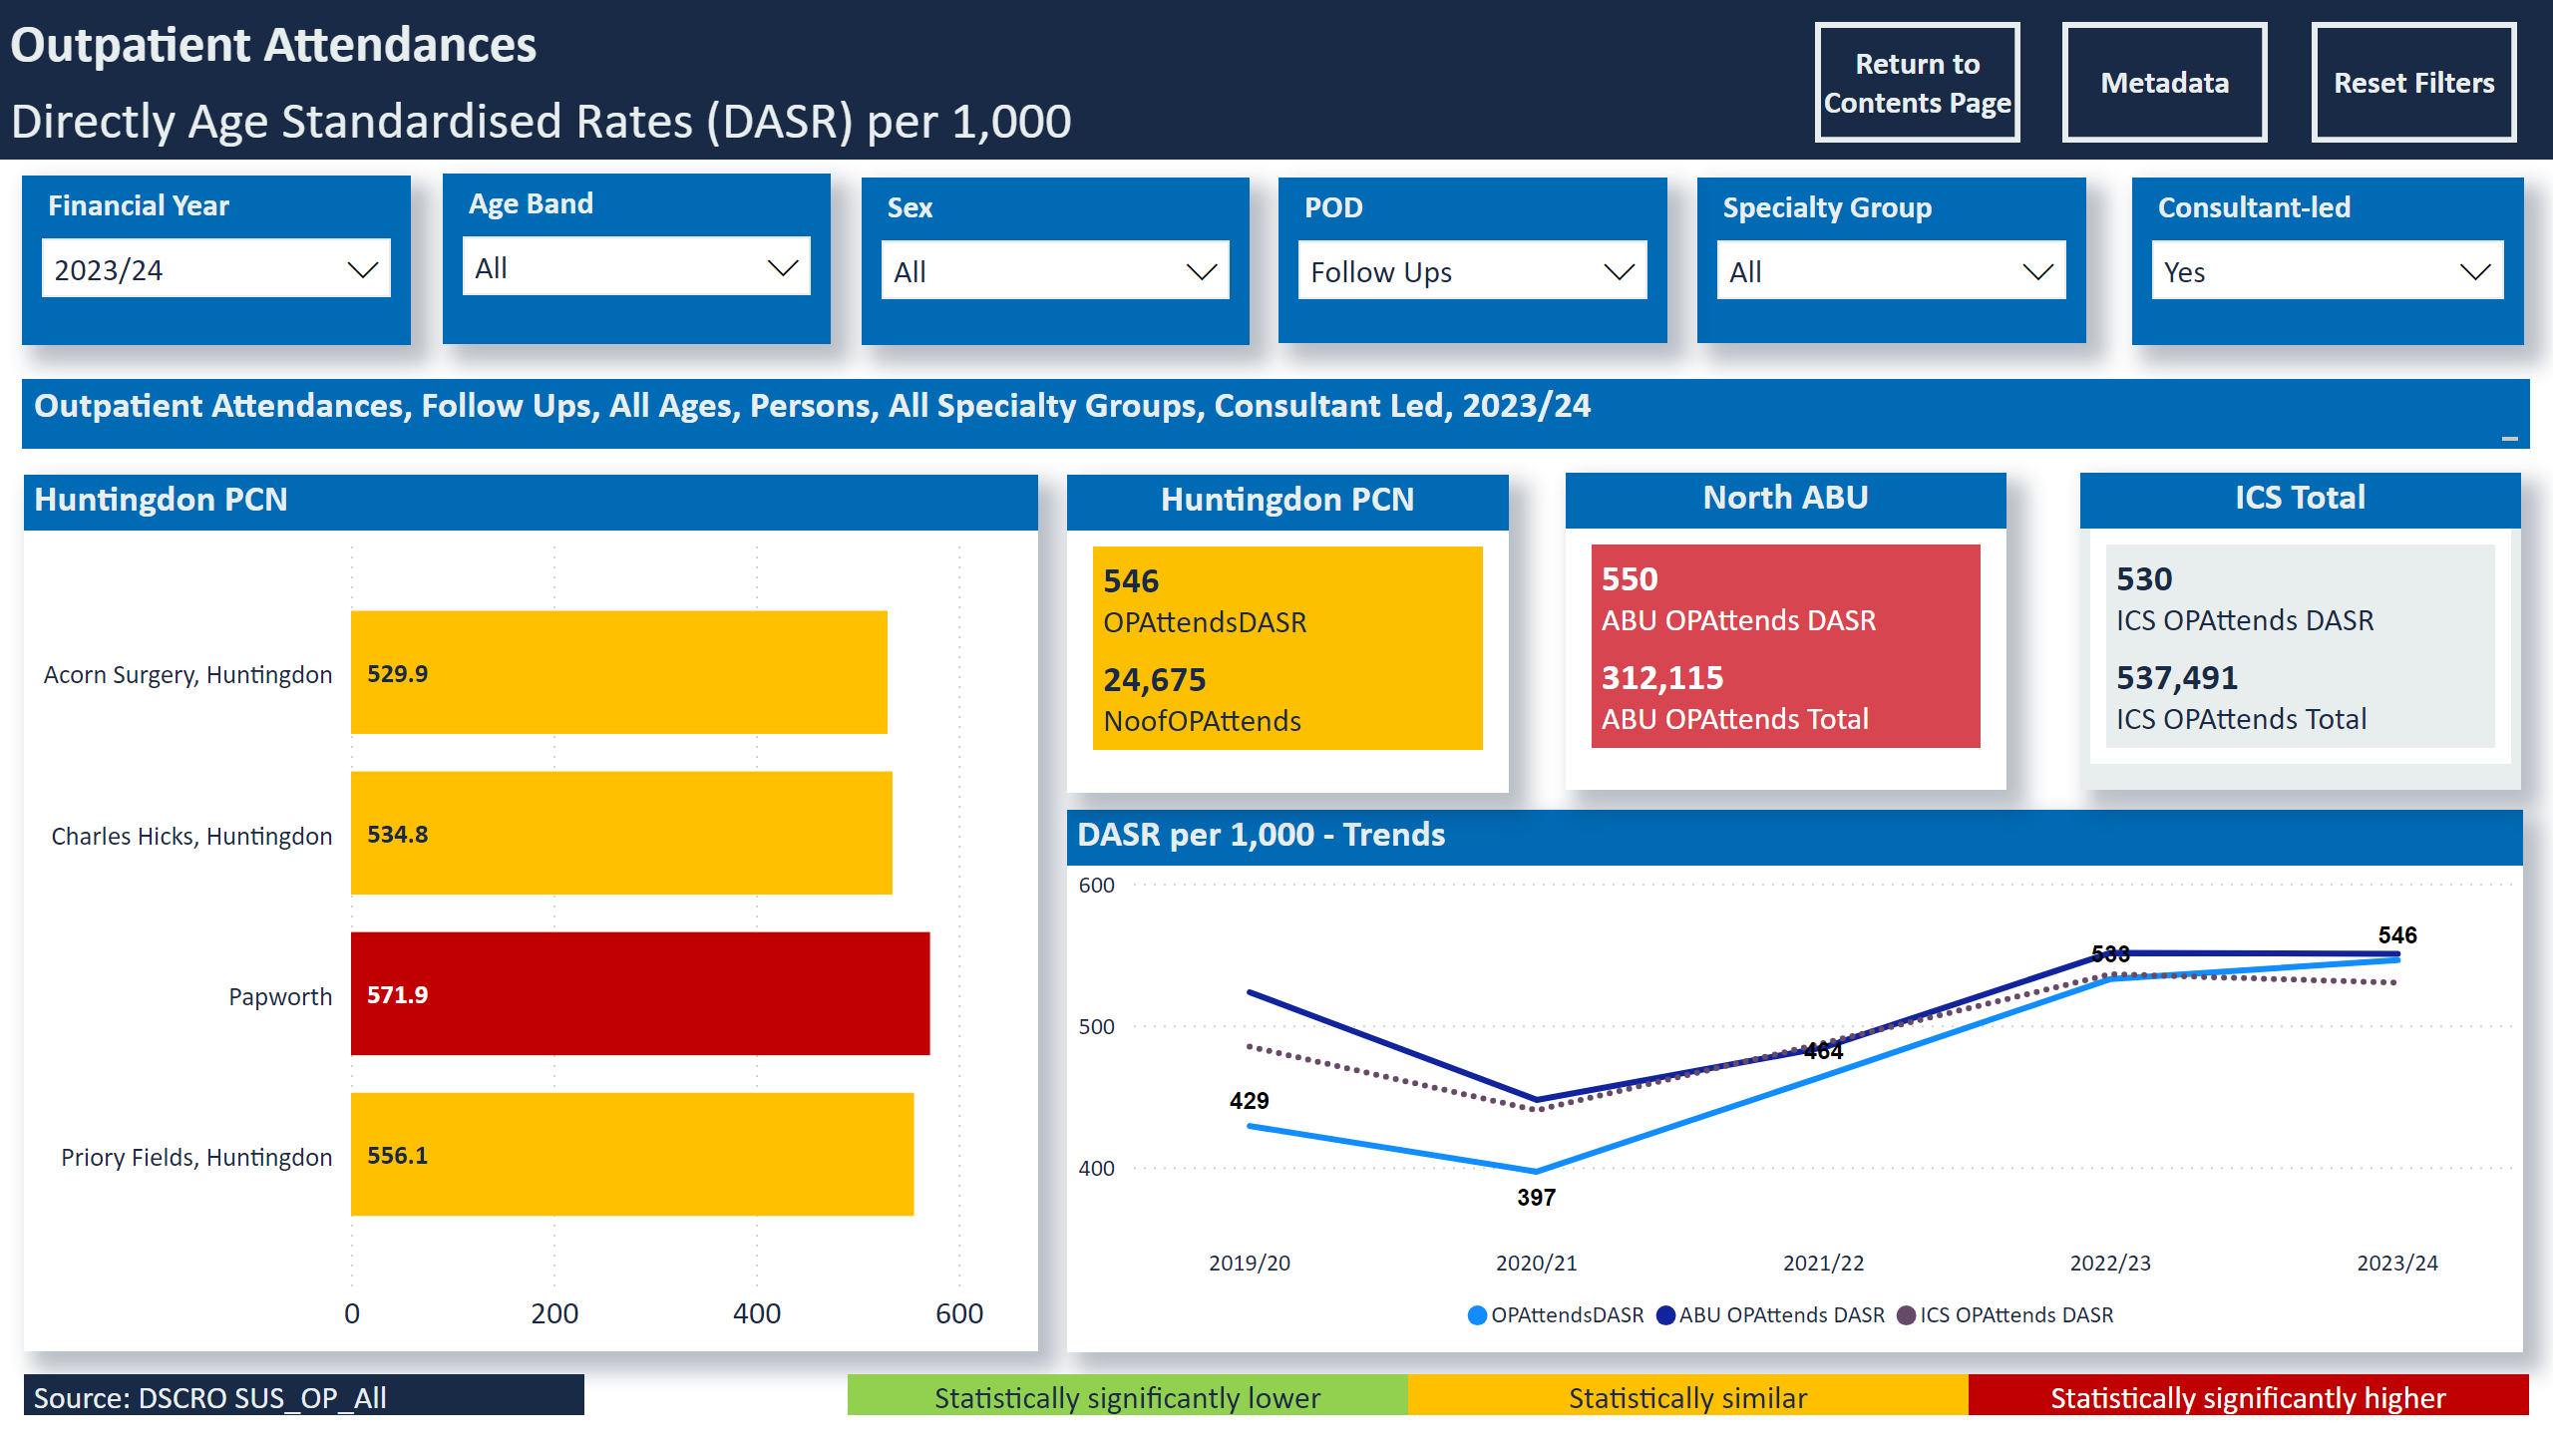 Outpatient Attendances
Directly Age Standardised Rates (DASR) per 1,000
Return to
Contents Page
Metadata
Reset Filters
Financial Year
2023/24
Age Band
All
Sex
All
POD
Follow Ups
Specialty Group
All
Consultant-led
Yes
Outpatient Attendances, Follow Ups, All Ages, Persons, All Specialty Groups, Consultant Led, 2023/24
Huntingdon PCN
Acorn Surgery, Huntingdon
529.9
Charles Hicks, Huntingdon
534.8
Papworth
571.9
Priory Fields, Huntingdon
556.1
0
200
400
600
Huntingdon PCN
546
OPAttendsDASR
24,675
NoofOPAttends
North ABU
550
ABU OPAttends DASR
312,115
ABU OPAttends Total
ICS Total
530
ICS OPAttends DASR
537,491
ICS OPAttends Total
DASR per 1,000 - Trends
600
500
400
429
397
464
533
546
2019/20
2020/21
2021/22
2022/23
2023/24
OPAttendsDASR
ABU OPAttends DASR
ICS OPAttends DASR
Source: DSCRO SUS_OP_All
Statistically significantly lower
Statistically similar
Statistically significantly higher